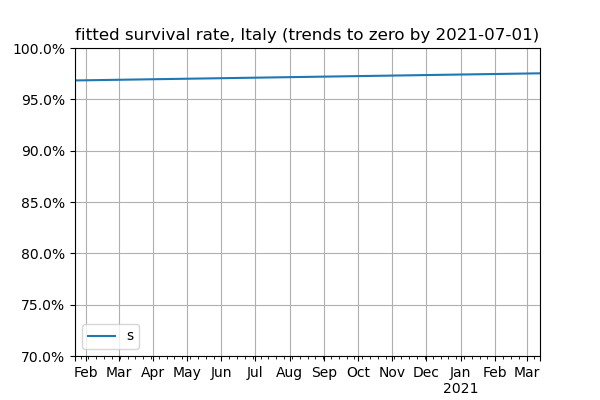 fitted survival rate, Italy (trends to zero by 2021-07-01)
100.0%
95.0%
90.0%
85.0%
80.0%
75.0%
70.0%
s
Feb Mar Apr May Jun Jul Aug Sep Oct Nov Dec Jan Feb Mar
2021